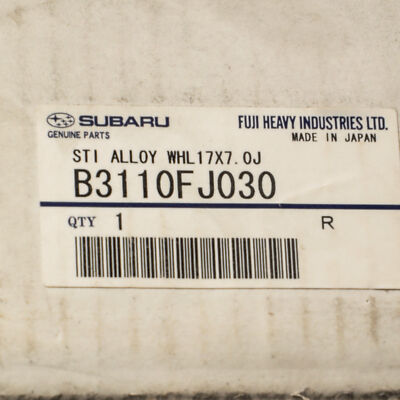 SUBARU FUJI HEAVY INDUSTRIES LTD.
GENUINE PARTS MADE IN JAPAN
STI ALLOY WHL17X7.0J
B3110FJ030
QTY 1 R